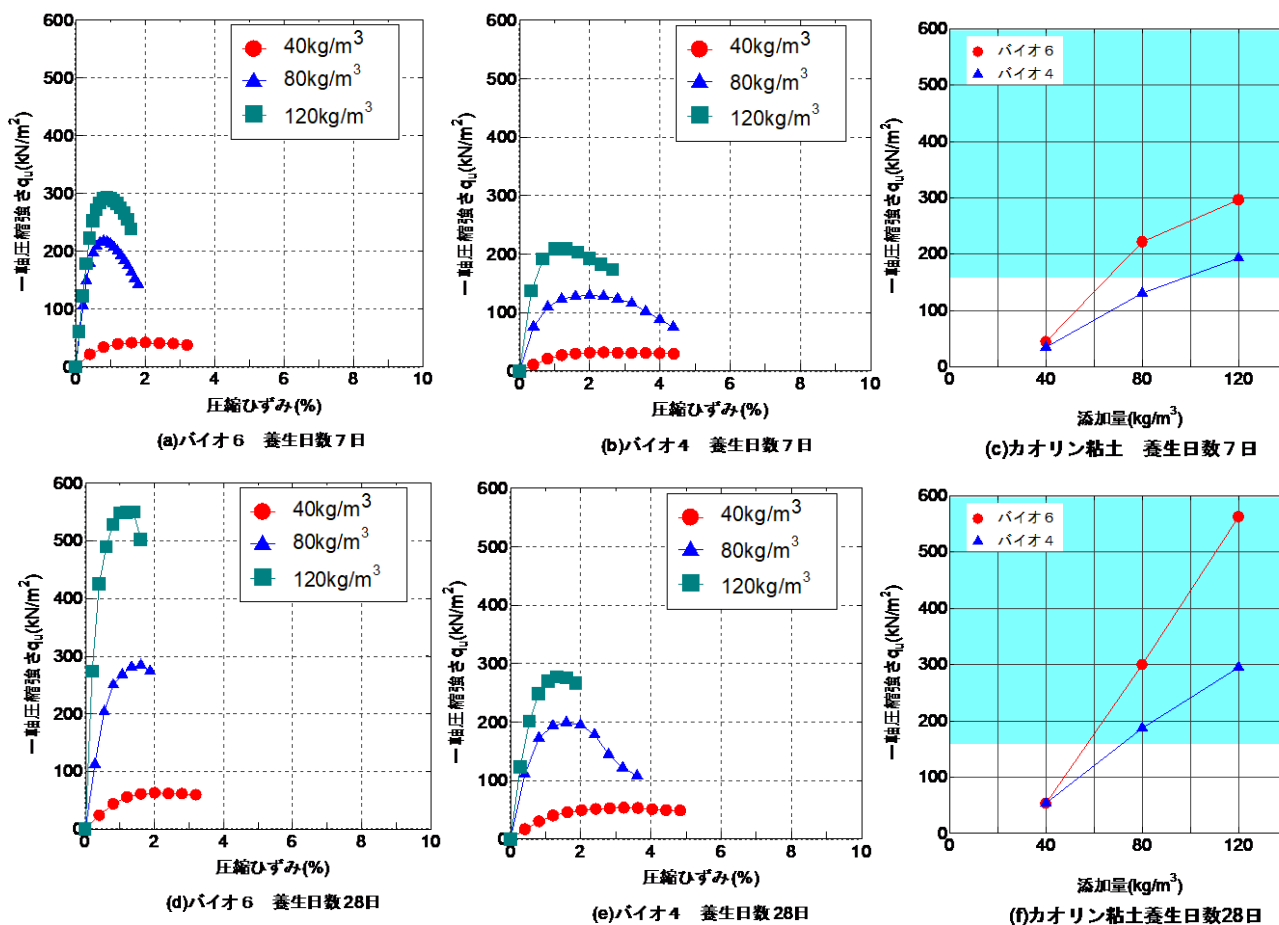 600
500
400
300
200
100
0
一軸圧縮強さqu(kN/m²)
40kg/m³
80kg/m³
120kg/m³
0 2 4 6 8 10
圧縮ひずみ(%)
(a)バイオ6 養生日数7日
600
500
400
300
200
100
0
一軸圧縮強さqu(kN/m²)
40kg/m³
80kg/m³
120kg/m³
0 2 4 6 8 10
圧縮ひずみ(%)
(b)バイオ4 養生日数7日
600
500
400
300
200
100
0
一軸圧縮強さqu(kN/m²)
バイオ6
バイオ4
0 40 80 120
添加量(kg/m³)
(c)カオリン粘土 養生日数7日
600
500
400
300
200
100
0
一軸圧縮強さqu(kN/m²)
40kg/m³
80kg/m³
120kg/m³
0 2 4 6 8 10
圧縮ひずみ(%)
(d)バイオ6 養生日数28日
600
500
400
300
200
100
0
一軸圧縮強さqu(kN/m²)
40kg/m³
80kg/m³
120kg/m³
0 2 4 6 8 10
圧縮ひずみ(%)
(e)バイオ4 養生日数28日
600
500
400
300
200
100
0
一軸圧縮強さqu(kN/m²)
バイオ6
バイオ4
0 40 80 120
添加量(kg/m³)
(f)カオリン粘土養生日数28日